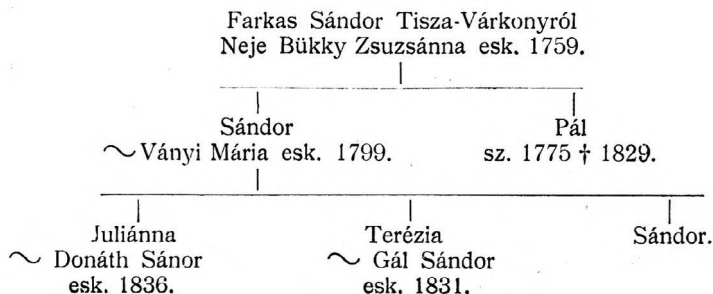 Farkas Sándor Tisza-Várkonyról
Neje Bükky Zsuzsánna esk. 1759.
Sándor
~ Ványi Mária esk. 1799.
Pál
sz. 1775 † 1829.
Juliánna
~ Donáth Sánor
esk. 1836.
Terézia
~ Gál Sándor
esk. 1831.
Sándor.